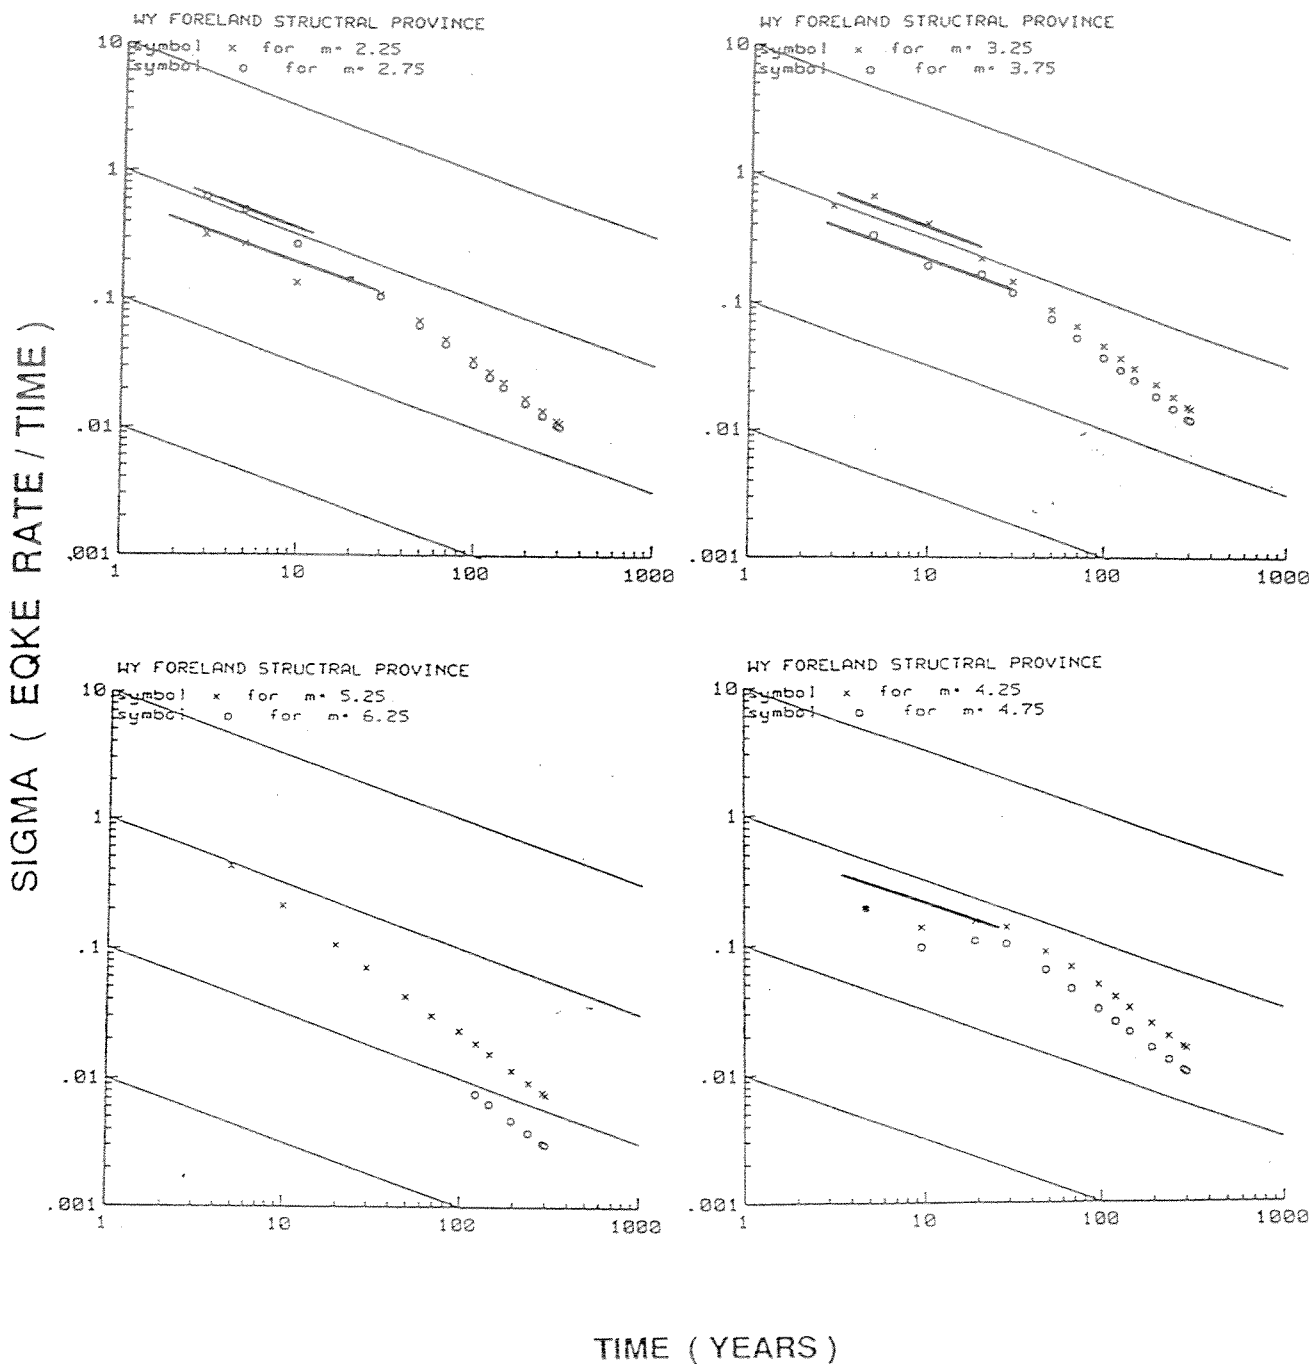 SIGMA ( EQKE RATE / TIME )
WY FORELAND STRUCTRAL PROVINCE
symbol x for m= 2.25
symbol o for m= 2.75
10
1
.1
.01
.001
1 10 100 1000
WY FORELAND STRUCTRAL PROVINCE
symbol x for m= 3.25
symbol o for m= 3.75
10
1
.1
.01
.001
1 10 100 1000
WY FORELAND STRUCTRAL PROVINCE
symbol x for m= 5.25
symbol o for m= 6.25
10
1
.1
.01
.001
1 10 100 1000
WY FORELAND STRUCTRAL PROVINCE
symbol x for m= 4.25
symbol o for m= 4.75
10
1
.1
.01
.001
1 10 100 1000
TIME ( YEARS )